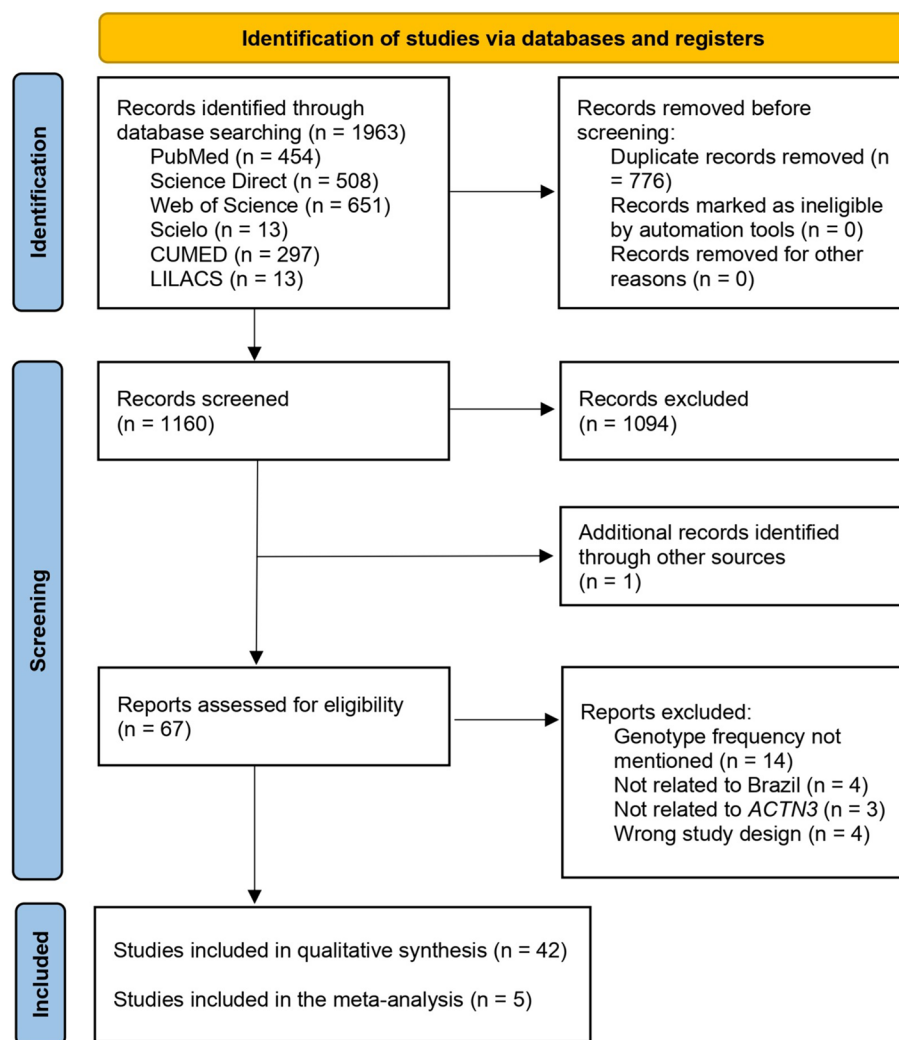 Identification of studies via databases and registers
Identification
Records identified through
database searching (n = 1963)
PubMed (n = 454)
Science Direct (n = 508)
Web of Science (n = 651)
Scielo (n = 13)
CUMED (n = 297)
LILACS (n = 13)
Records removed before
screening:
Duplicate records removed (n
= 776)
Records marked as ineligible
by automation tools (n = 0)
Records removed for other
reasons (n = 0)
Screening
Records screened
(n = 1160)
Records excluded
(n = 1094)
Additional records identified
through other sources
(n = 1)
Reports assessed for eligibility
(n = 67)
Reports excluded:
Genotype frequency not
mentioned (n = 14)
Not related to Brazil (n = 4)
Not related to ACTN3 (n = 3)
Wrong study design (n = 4)
Included
Studies included in qualitative synthesis (n = 42)
Studies included in the meta-analysis (n = 5)